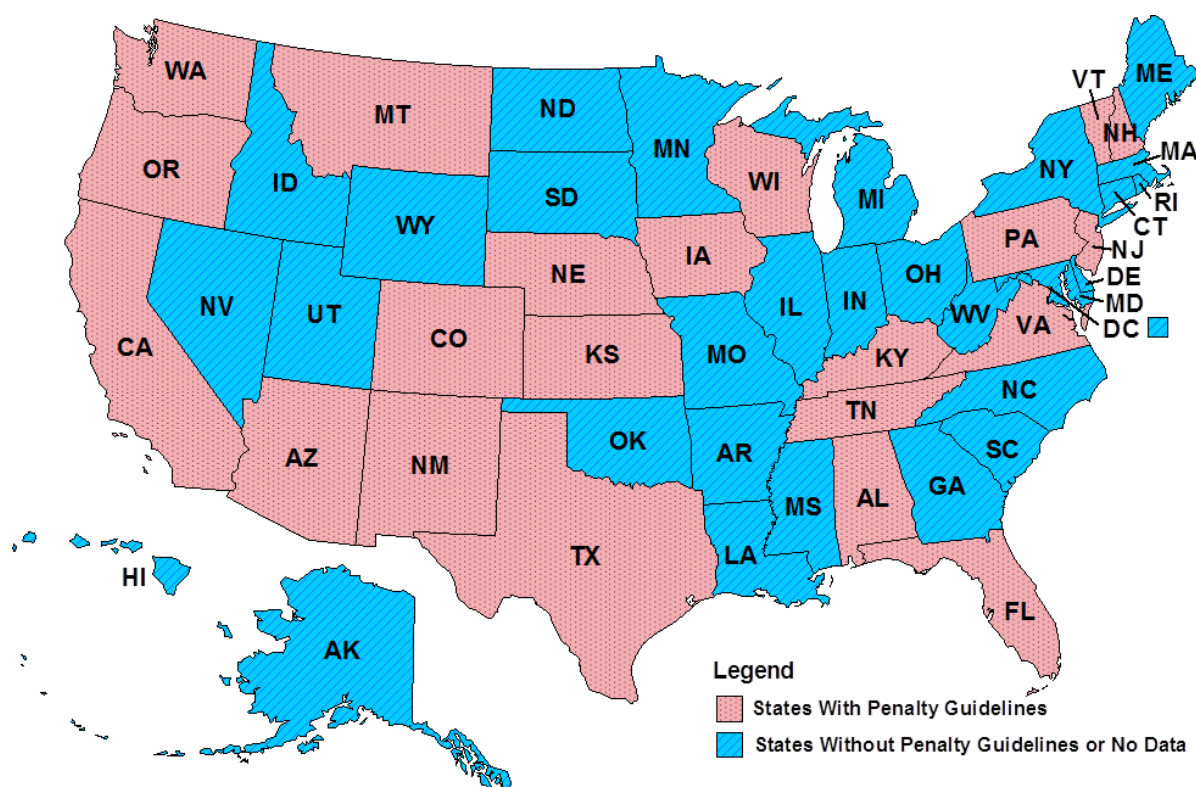 WA
MT
ND
MN
ME
VT
NH
MA
OR
ID
SD
WI
MI
NY
RI
CT
WY
IA
PA
NJ
NE
OH
DE
NV
UT
IL
IN
WV
MD
CA
CO
KS
MO
KY
VA
DC
TN
NC
AZ
NM
OK
AR
SC
MS
AL
GA
TX
LA
HI
FL
AK
Legend
States With Penalty Guidelines
States Without Penalty Guidelines or No Data